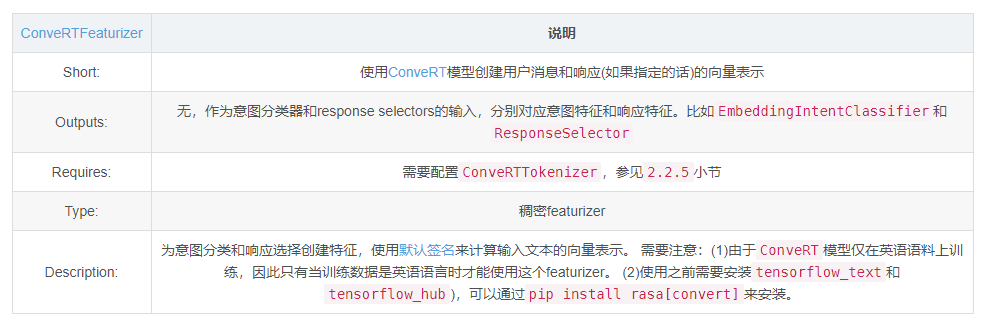 ConveRTFeaturizer 说明
Short: 使用ConveRT模型创建用户消息和响应(如果指定的话)的向量表示
Outputs: 无，作为意图分类器和response selectors的输入，分别对应意图特征和响应特征。比如 EmbeddingIntentClassifier 和
ResponseSelector
Requires: 需要配置 ConveRTTokenizer ，参见 2.2.5 小节
Type: 稠密featurizer
Description: 为意图分类和响应选择创建特征，使用默认签名来计算输入文本的向量表示。 需要注意：(1)由于 ConveRT 模型仅在英语语料上训
练，因此只有当训练数据是英语语言时才能使用这个featurizer。 (2)使用之前需要安装 tensorflow_text 和
tensorflow_hub )，可以通过 pip install rasa[convert] 来安装。